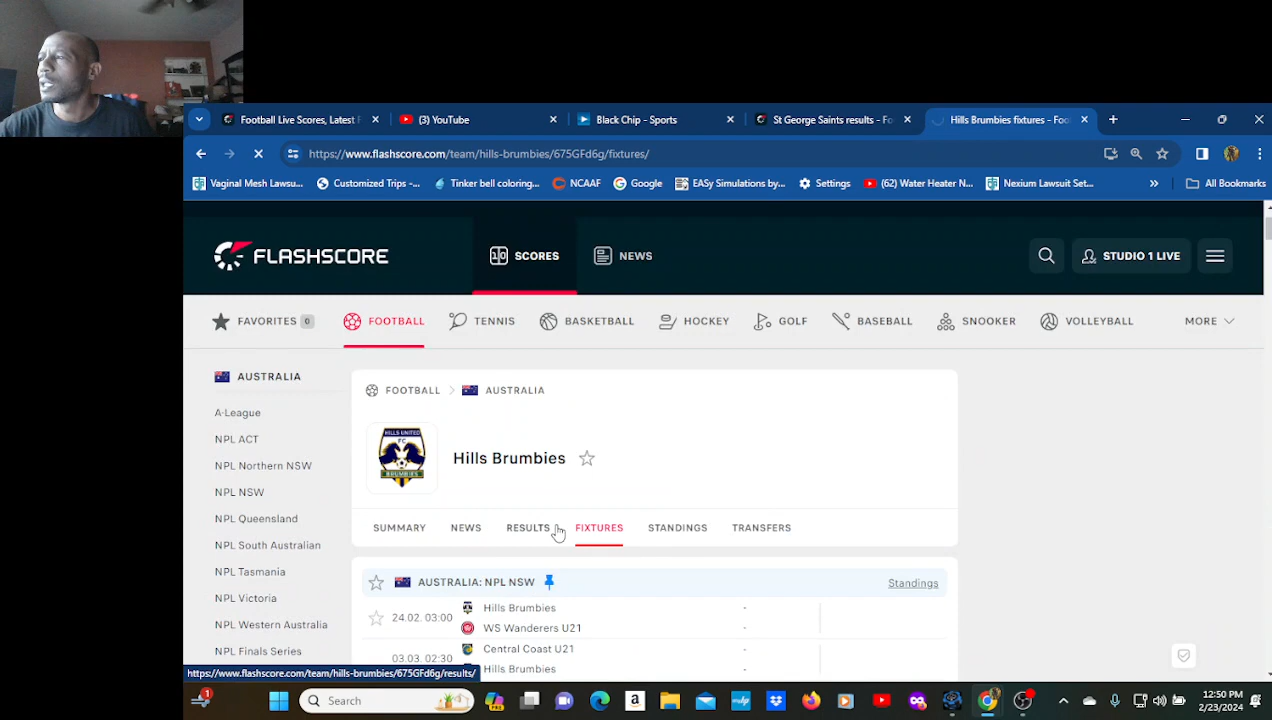 Football Live Scores, Latest F
(3) YouTube
Black Chip - Sports
St George Saints results - Fo
Hills Brumbies fixtures - Foo
https://www.flashscore.com/team/hills-brumbies/675GFd6g/fixtures/
Vaginal Mesh Lawsu...
Customized Trips -...
Tinker bell coloring...
NCAAF
Google
EASy Simulations by...
Settings
(62) Water Heater N...
Nexium Lawsuit Set...
»
All Bookmarks
FLASHSCORE
SCORES
NEWS
STUDIO 1 LIVE
FAVORITES 0
FOOTBALL
TENNIS
BASKETBALL
HOCKEY
GOLF
BASEBALL
SNOOKER
VOLLEYBALL
MORE
AUSTRALIA
A-League
NPL ACT
NPL Northern NSW
NPL NSW
NPL Queensland
NPL South Australian
NPL Tasmania
NPL Victoria
NPL Western Australia
NPL Finals Series
FOOTBALL
AUSTRALIA
HILLS UNITED
FC
BRUMBIES
Hills Brumbies
SUMMARY
NEWS
RESULTS
FIXTURES
STANDINGS
TRANSFERS
AUSTRALIA: NPL NSW
Standings
24.02. 03:00
Hills Brumbies -
WS Wanderers U21 -
03.03. 02:30
Central Coast U21 -
Hills Brumbies -
https://www.flashscore.com/team/hills-brumbies/675GFd6g/results/
1
Search
12:50 PM
2/23/2024